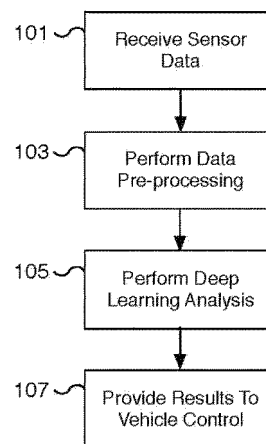 101
Receive Sensor
Data
103
Perform Data
Pre-processing
105
Perform Deep
Learning Analysis
107
Provide Results To
Vehicle Control